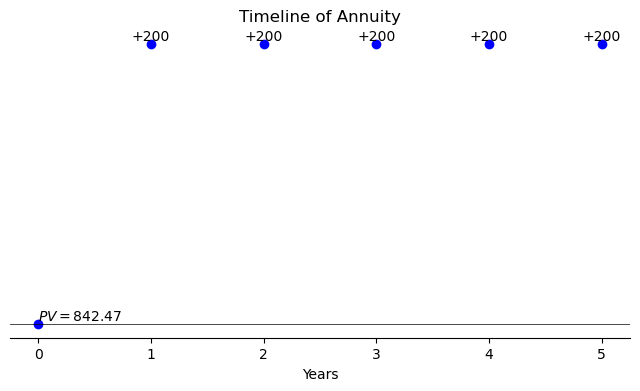 Timeline of Annuity
+200 +200 +200 +200 +200
PV = 842.47
0 1 2 3 4 5
Years